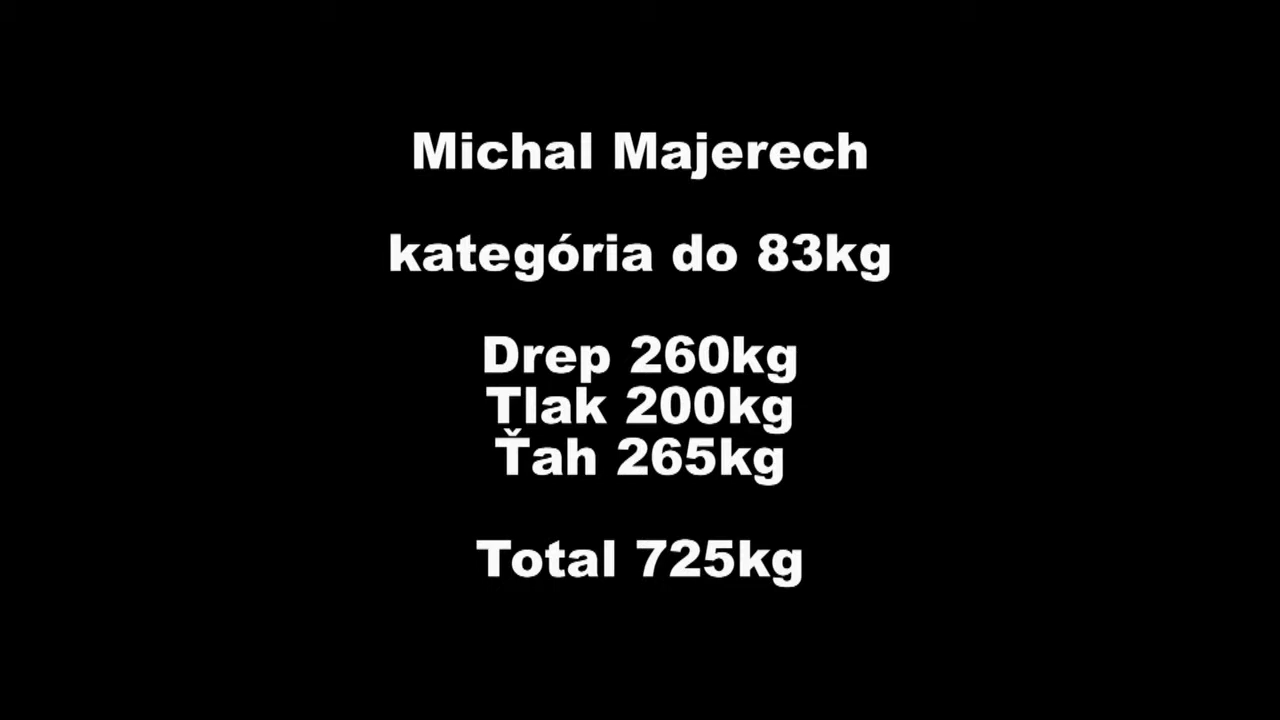 Michal Majerech
kategória do 83kg
Drep 260kg
Tlak 200kg
Ťah 265kg
Total 725kg